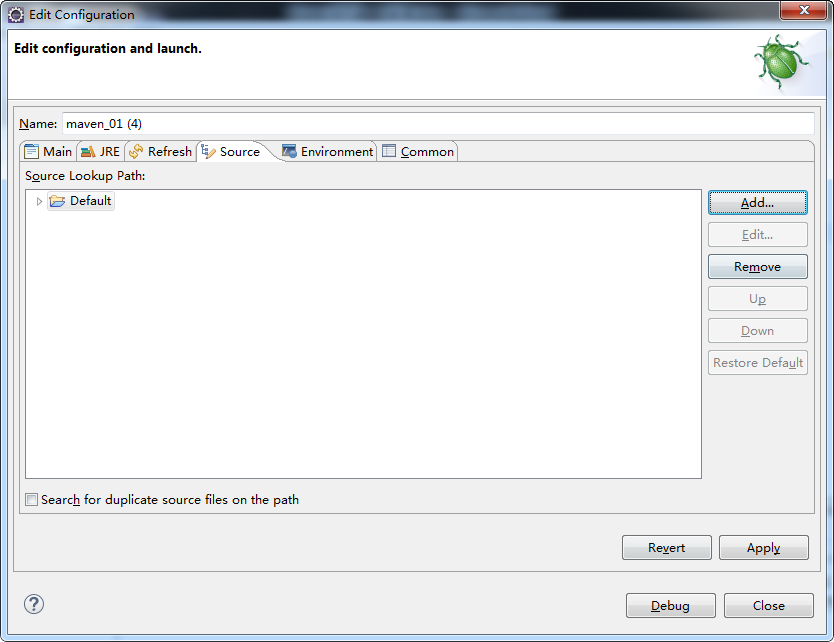 Edit Configuration
Edit configuration and launch.
Name: maven_01 (4)
Main JRE Refresh Source Environment Common
Source Lookup Path:
Default
Add...
Edit...
Remove
Up
Down
Restore Default
Search for duplicate source files on the path
Revert Apply
Debug Close